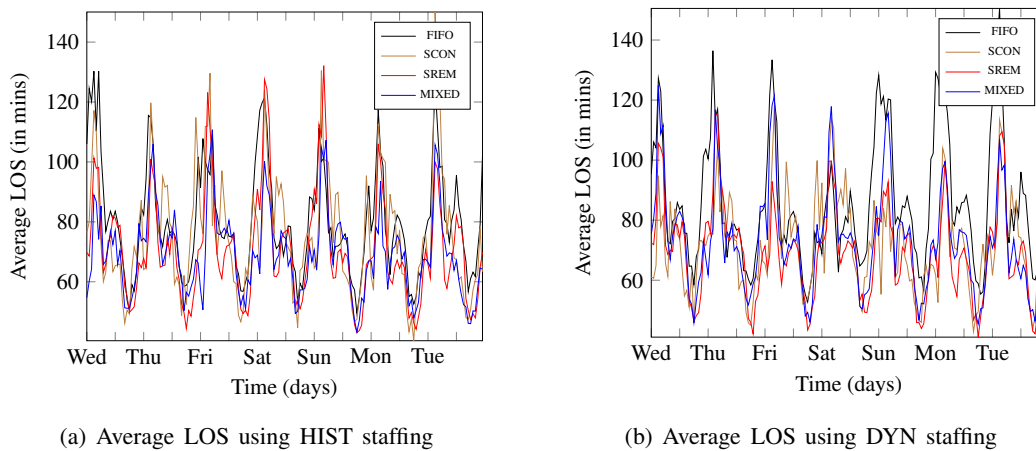 140
120
100
80
60
Average LOS (in mins)
Wed Thu Fri Sat Sun Mon Tue
Time (days)
FIFO
SCON
SREM
MIXED
(a) Average LOS using HIST staffing
140
120
100
80
60
Average LOS (in mins)
Wed Thu Fri Sat Sun Mon Tue
Time (days)
FIFO
SCON
SREM
MIXED
(b) Average LOS using DYN staffing